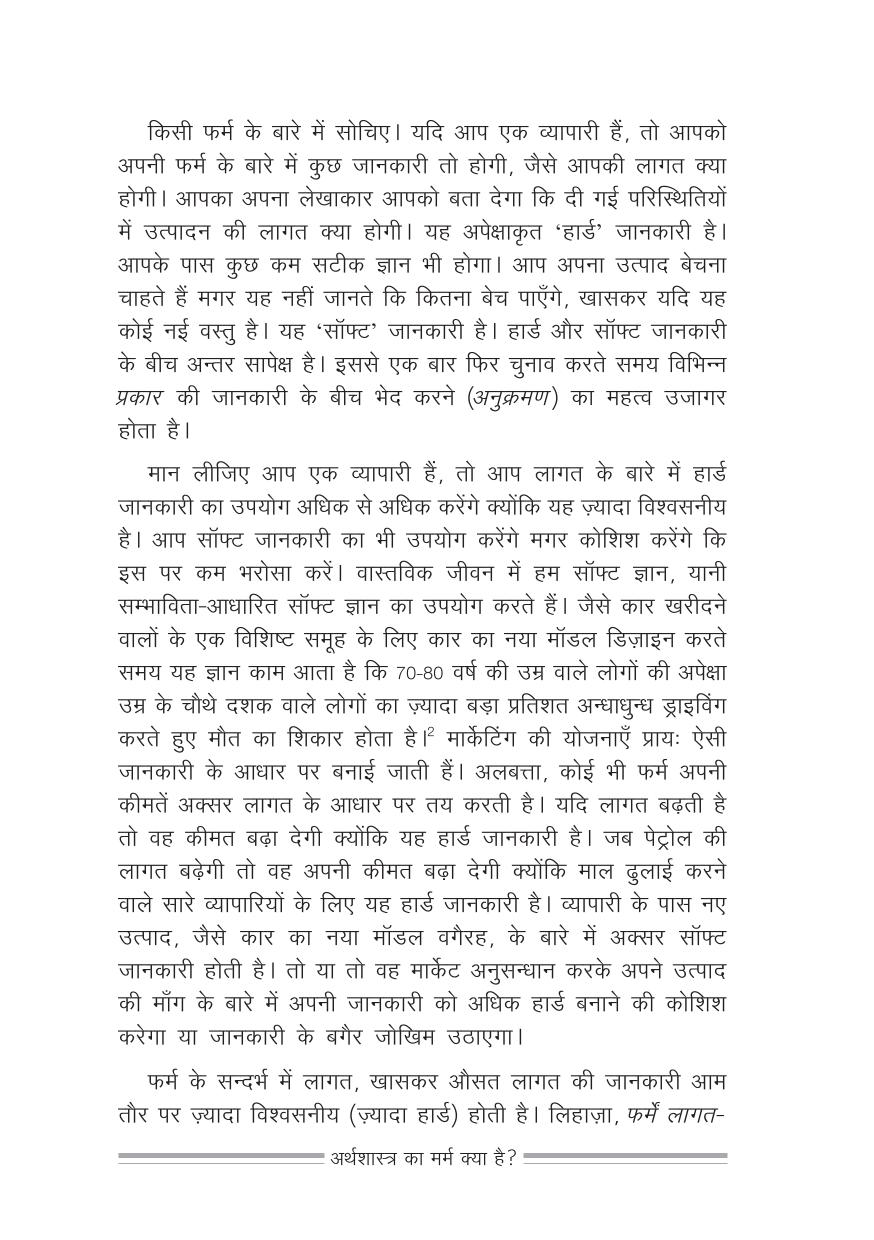 किसी फर्म के बारे में सोचिए। यदि आप एक व्यापारी हैं, तो आपको
अपनी फर्म के बारे में कुछ जानकारी तो होगी, जैसे आपकी लागत क्या
होगी। आपका अपना लेखाकार आपको बता देगा कि दी गई परिस्थितियों
में उत्पादन की लागत क्या होगी। यह अपेक्षाकृत ‘हार्ड’ जानकारी है।
आपके पास कुछ कम सटीक ज्ञान भी होगा। आप अपना उत्पाद बेचना
चाहते हैं मगर यह नहीं जानते कि कितना बेच पाएँगे, खासकर यदि यह
कोई नई वस्तु है। यह ‘सॉफ्ट’ जानकारी है। हार्ड और सॉफ्ट जानकारी
के बीच अन्तर सापेक्ष है। इससे एक बार फिर चुनाव करते समय विभिन्न
प्रकार की जानकारी के बीच भेद करने (अनुक्रमण) का महत्व उजागर
होता है।
मान लीजिए आप एक व्यापारी हैं, तो आप लागत के बारे में हार्ड
जानकारी का उपयोग अधिक से अधिक करेंगे क्योंकि यह ज़्यादा विश्वसनीय
है। आप सॉफ्ट जानकारी का भी उपयोग करेंगे मगर कोशिश करेंगे कि
इस पर कम भरोसा करें। वास्तविक जीवन में हम सॉफ्ट ज्ञान, यानी
सम्भाविता-आधारित सॉफ्ट ज्ञान का उपयोग करते हैं। जैसे कार खरीदने
वालों के एक विशिष्ट समूह के लिए कार का नया मॉडल डिज़ाइन करते
समय यह ज्ञान काम आता है कि 70-80 वर्ष की उम्र वाले लोगों की अपेक्षा
उम्र के चौथे दशक वाले लोगों का ज़्यादा बड़ा प्रतिशत अन्धाधुन्ध ड्राइविंग
करते हुए मौत का शिकार होता है।2 मार्केटिंग की योजनाएँ प्रायः ऐसी
जानकारी के आधार पर बनाई जाती हैं। अलबत्ता, कोई भी फर्म अपनी
कीमतें अक्सर लागत के आधार पर तय करती है। यदि लागत बढ़ती है
तो वह कीमत बढ़ा देगी क्योंकि यह हार्ड जानकारी है। जब पेट्रोल की
लागत बढ़ेगी तो वह अपनी कीमत बढ़ा देगी क्योंकि माल ढुलाई करने
वाले सारे व्यापारियों के लिए यह हार्ड जानकारी है। व्यापारी के पास नए
उत्पाद, जैसे कार का नया मॉडल वगैरह, के बारे में अक्सर सॉफ्ट
जानकारी होती है। तो या तो वह मार्केट अनुसन्धान करके अपने उत्पाद
की माँग के बारे में अपनी जानकारी को अधिक हार्ड बनाने की कोशिश
करेगा या जानकारी के बगैर जोखिम उठाएगा।
फर्म के सन्दर्भ में लागत, खासकर औसत लागत की जानकारी आम
तौर पर ज़्यादा विश्वसनीय (ज़्यादा हार्ड) होती है। लिहाज़ा, फर्में लागत-
अर्थशास्त्र का मर्म क्या है?